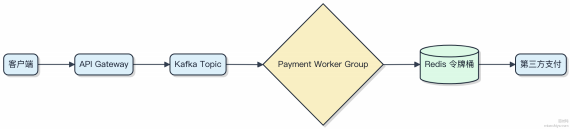 客户端
API Gateway
Kafka Topic
Payment Worker Group
Redis 令牌桶
第三方支付